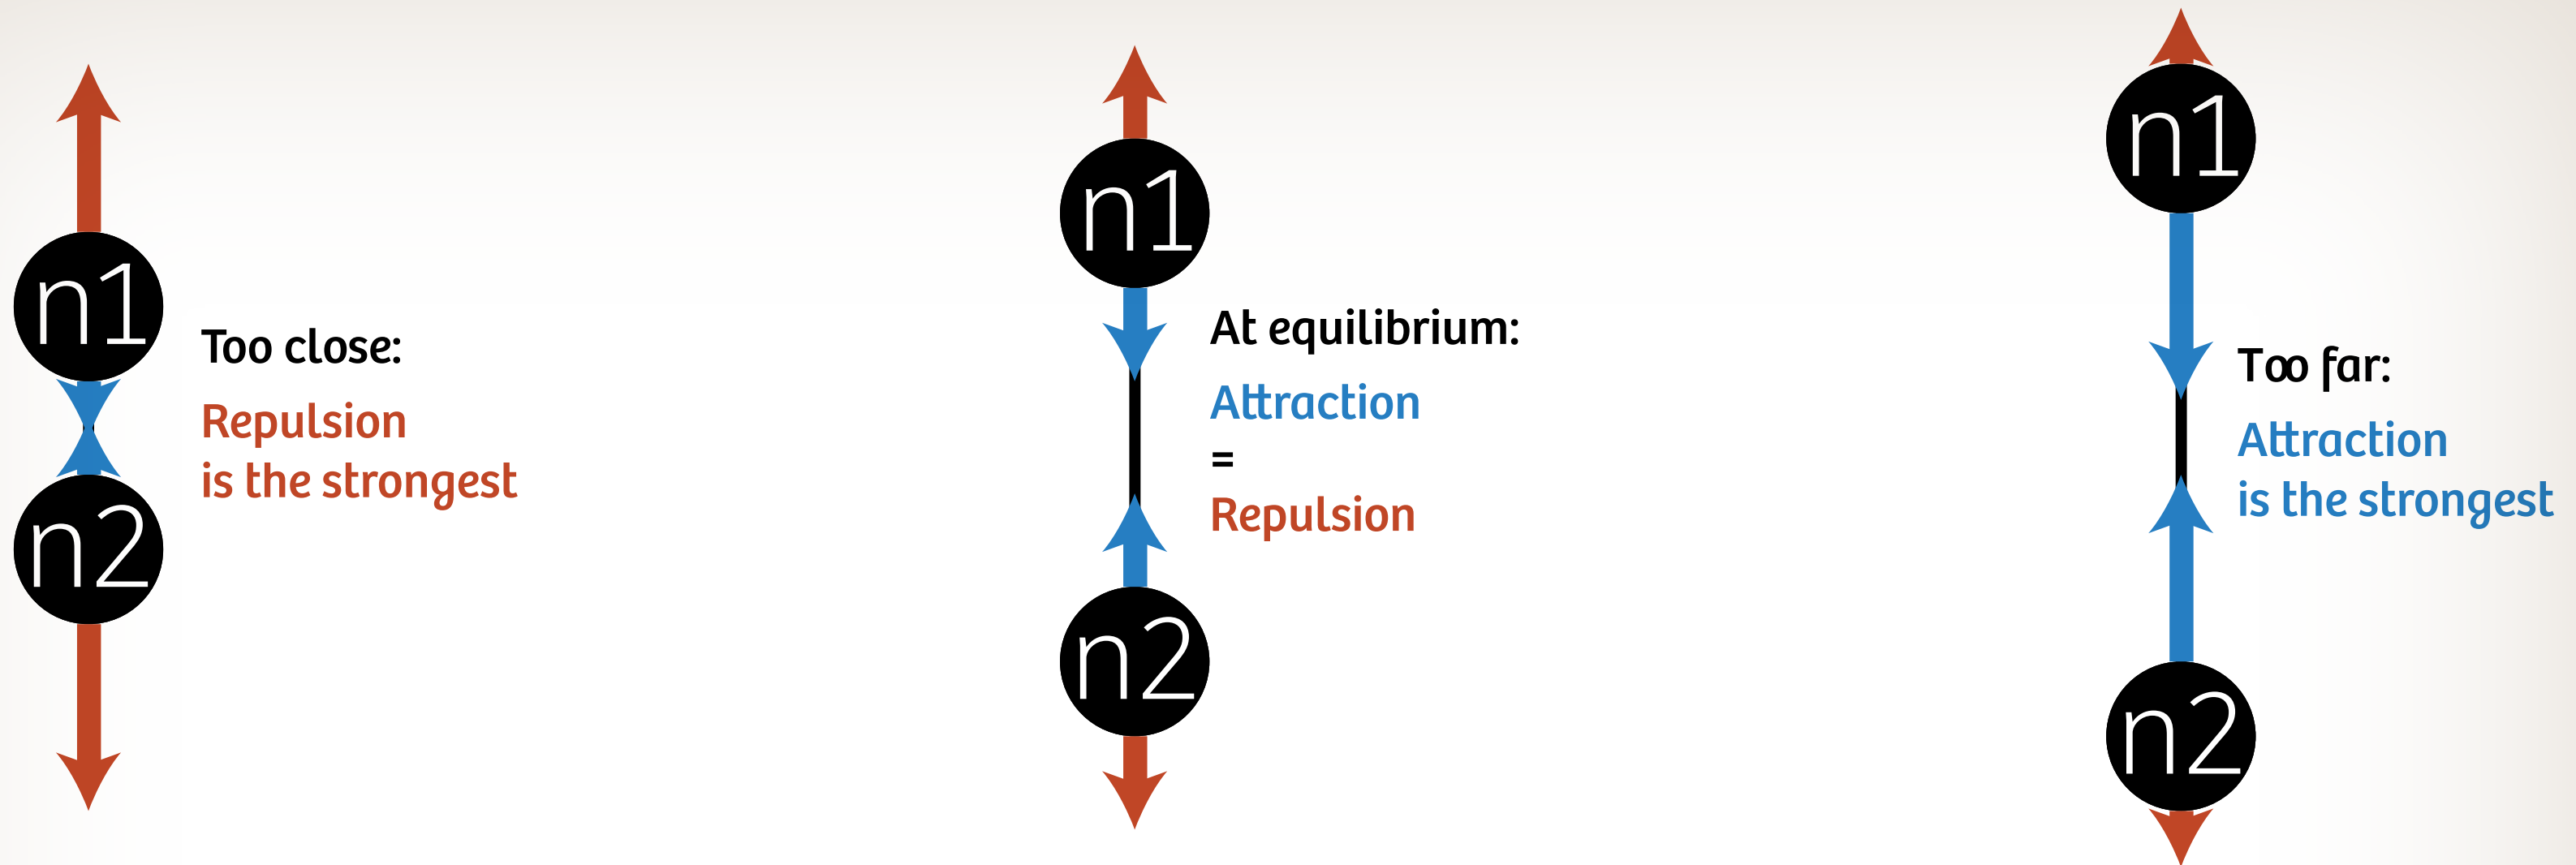 n1
n2
Too close:
Repulsion
is the strongest
n1
n2
At equilibrium:
Attraction
=
Repulsion
n1
n2
Too far:
Attraction
is the strongest